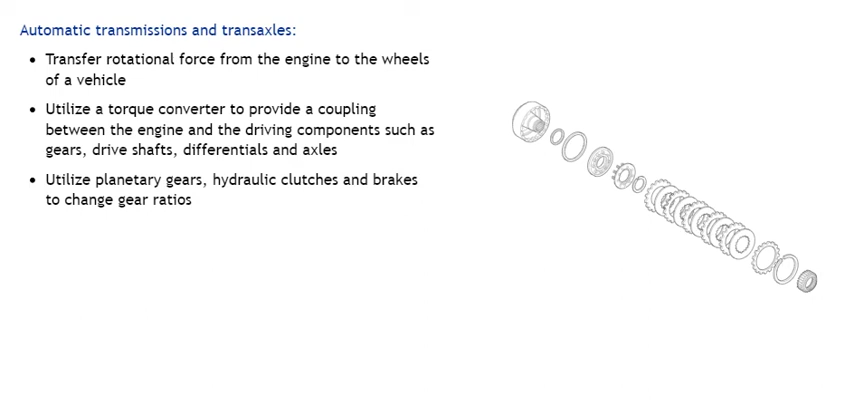 Automatic transmissions and transaxles:
• Transfer rotational force from the engine to the wheels
of a vehicle
• Utilize a torque converter to provide a coupling
between the engine and the driving components such as
gears, drive shafts, differentials and axles
• Utilize planetary gears, hydraulic clutches and brakes
to change gear ratios